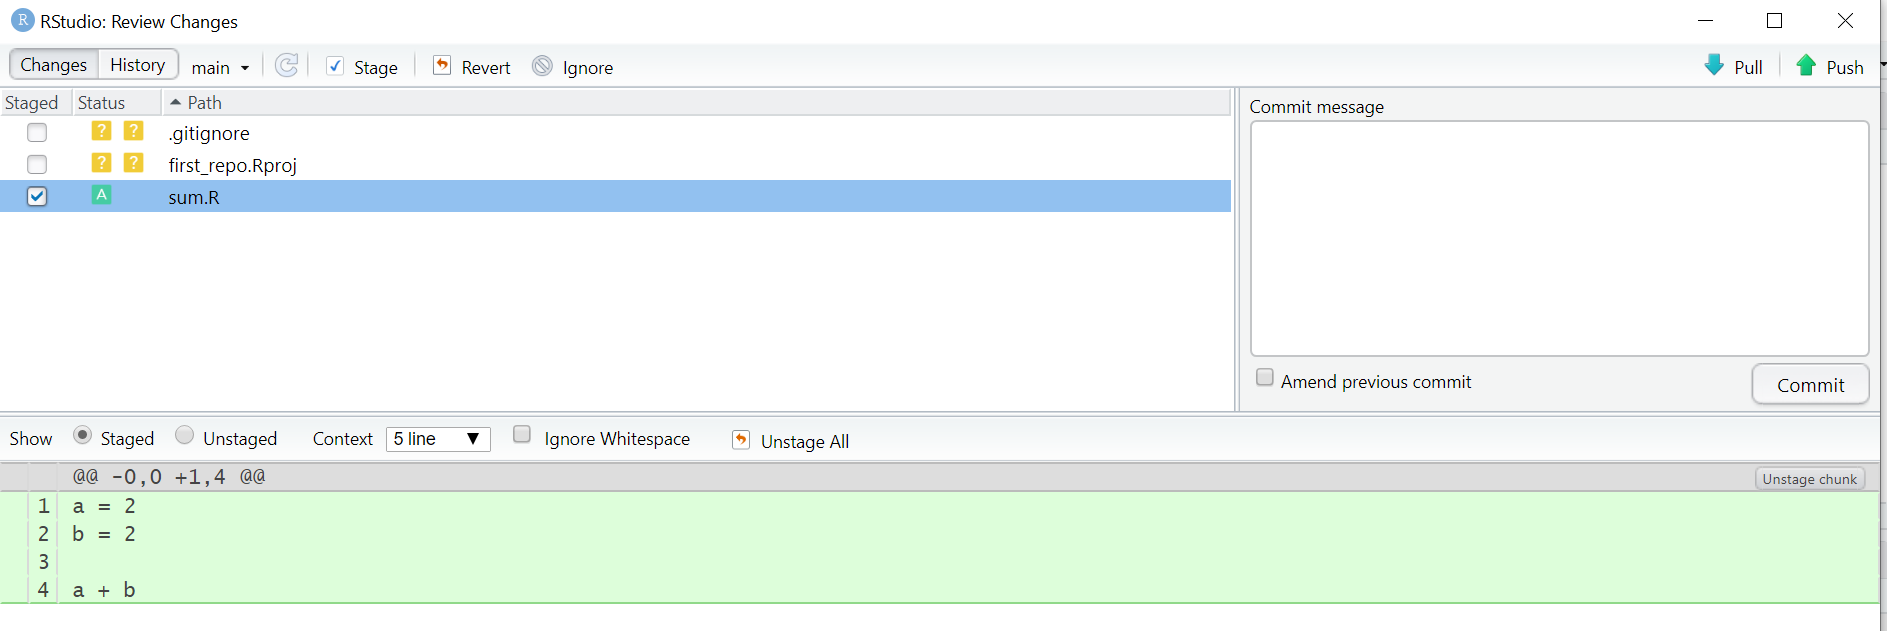 R RStudio: Review Changes
Changes History main Stage Revert Ignore Pull Push
Staged Status Path
? ? .gitignore
? ? first_repo.Rproj
A sum.R
Commit message
Amend previous commit Commit
Show Staged Unstaged Context 5 line Ignore Whitespace Unstage All
@@ -0,0 +1,4 @@ Unstage chunk
1 a = 2
2 b = 2
3
4 a + b